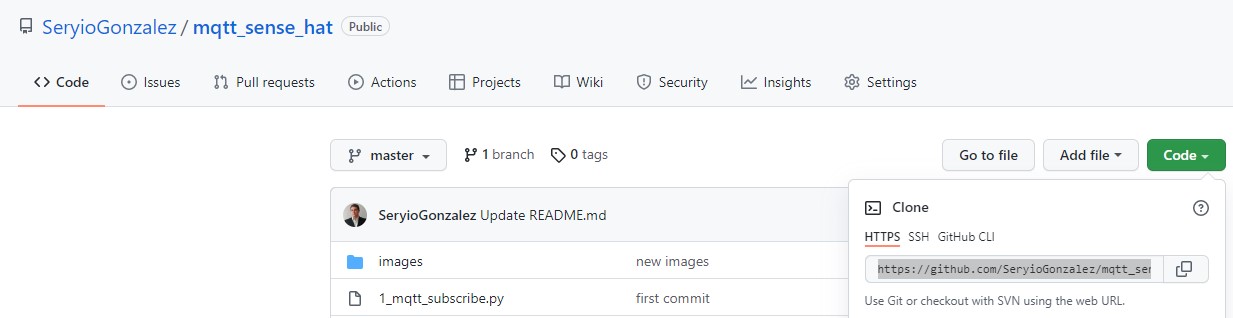 SeryioGonzalez / mqtt_sense_hat Public
Code Issues Pull requests Actions Projects Wiki Security Insights Settings
master 1 branch 0 tags Go to file Add file Code
SeryioGonzalez Update README.md
Clone
HTTPS SSH GitHub CLI
images new images
https://github.com/SeryioGonzalez/mqtt_ser
1_mqtt_subscribe.py first commit
Use Git or checkout with SVN using the web URL.